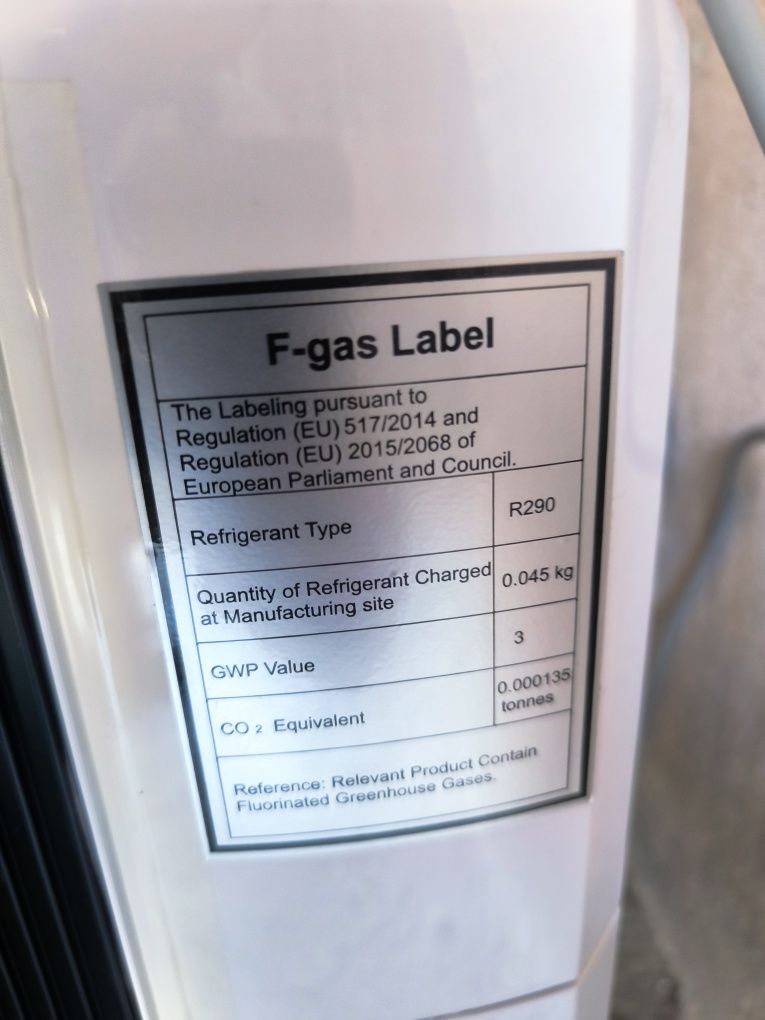 F-gas Label
The Labeling pursuant to
Regulation (EU) 517/2014 and
Regulation (EU) 2015/2068 of
European Parliament and Council.
Refrigerant Type R290
Quantity of Refrigerant Charged
at Manufacturing site 0.045 kg
GWP Value 3
CO2 Equivalent 0.000135
tonnes
Reference: Relevant Product Contain
Fluorinated Greenhouse Gases.